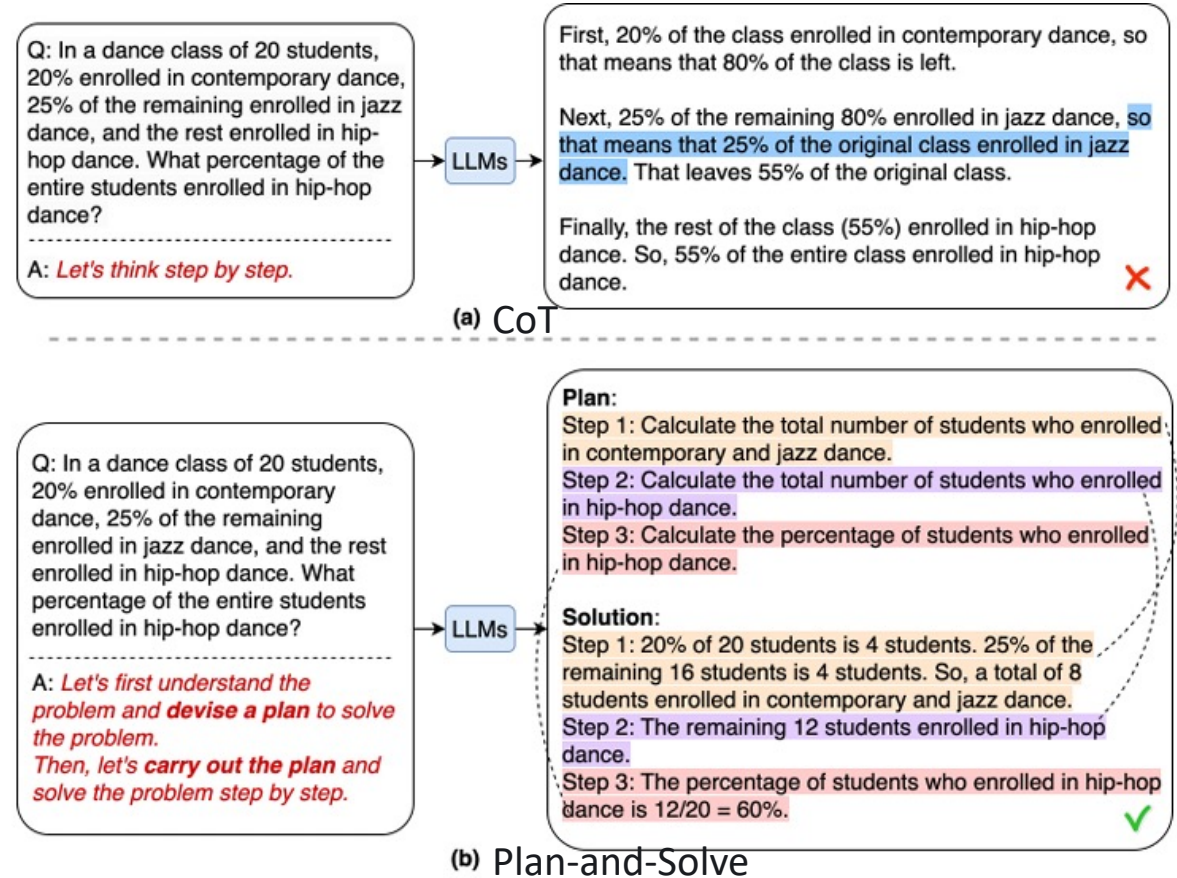 Q: In a dance class of 20 students,
20% enrolled in contemporary dance,
25% of the remaining enrolled in jazz
dance, and the rest enrolled in hip-
hop dance. What percentage of the
entire students enrolled in hip-hop
dance?
A: Let's think step by step.
LLMs
First, 20% of the class enrolled in contemporary dance, so
that means that 80% of the class is left.
Next, 25% of the remaining 80% enrolled in jazz dance, so
that means that 25% of the original class enrolled in jazz
dance. That leaves 55% of the original class.
Finally, the rest of the class (55%) enrolled in hip-hop
dance. So, 55% of the entire class enrolled in hip-hop
dance.
(a) CoT
Q: In a dance class of 20 students,
20% enrolled in contemporary
dance, 25% of the remaining
enrolled in jazz dance, and the rest
enrolled in hip-hop dance. What
percentage of the entire students
enrolled in hip-hop dance?
A: Let's first understand the
problem and devise a plan to solve
the problem.
Then, let's carry out the plan and
solve the problem step by step.
LLMs
Plan:
Step 1: Calculate the total number of students who enrolled
in contemporary and jazz dance.
Step 2: Calculate the total number of students who enrolled
in hip-hop dance.
Step 3: Calculate the percentage of students who enrolled
in hip-hop dance.
Solution:
Step 1: 20% of 20 students is 4 students. 25% of the
remaining 16 students is 4 students. So, a total of 8
students enrolled in contemporary and jazz dance.
Step 2: The remaining 12 students enrolled in hip-hop
dance.
Step 3: The percentage of students who enrolled in hip-hop
dance is 12/20 = 60%.
(b) Plan-and-Solve